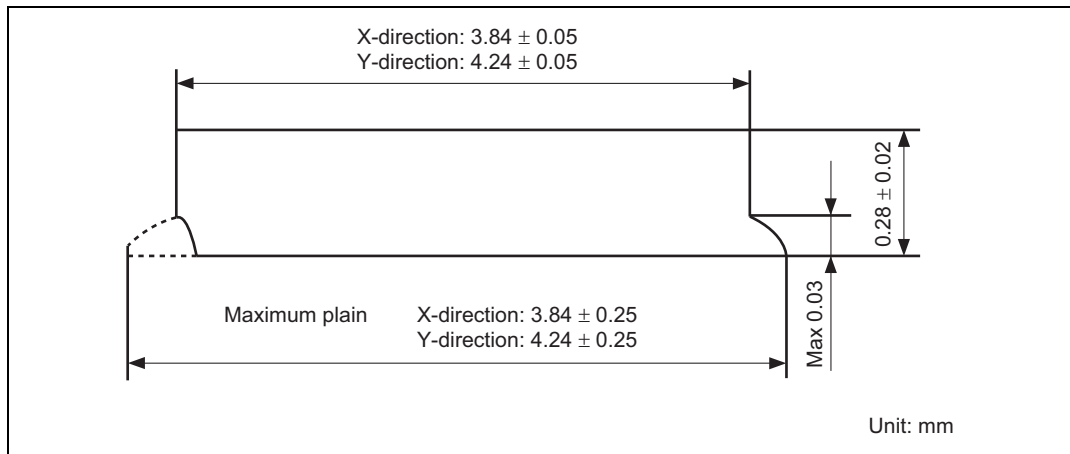 X-direction: 3.84 ± 0.05
Y-direction: 4.24 ± 0.05
0.28 ± 0.02
Max 0.03
Maximum plain X-direction: 3.84 ± 0.25
Y-direction: 4.24 ± 0.25
Unit: mm